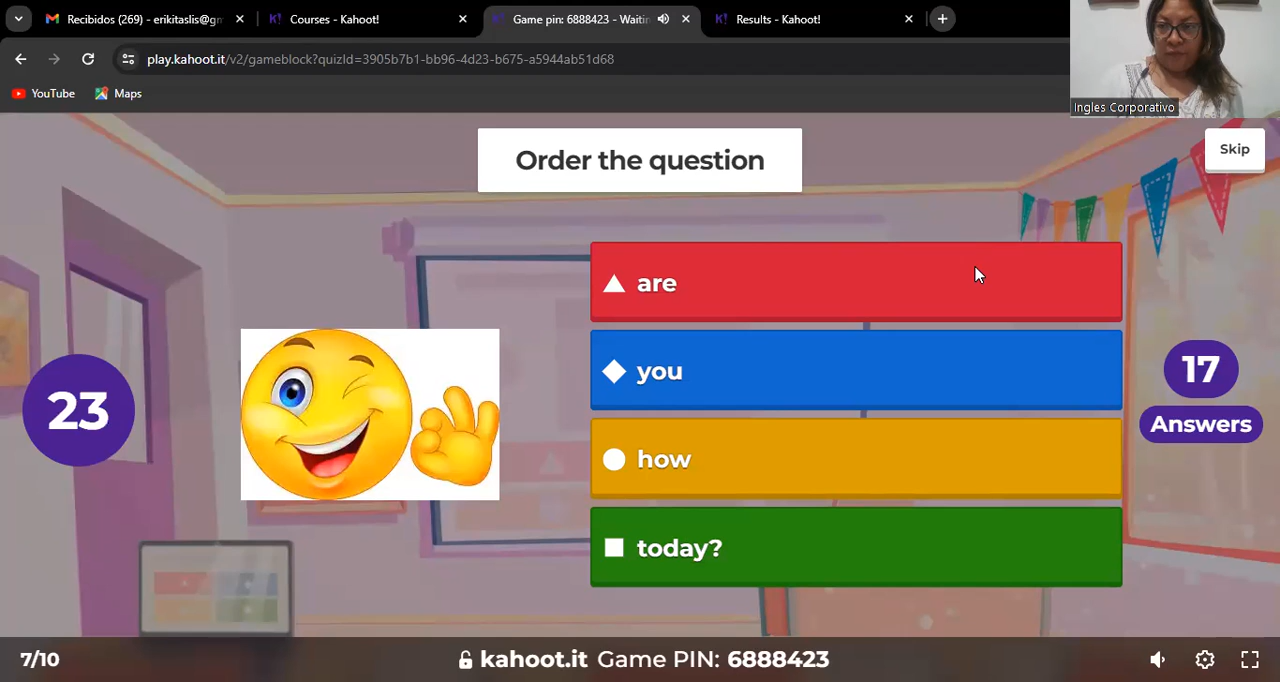 Recibidos (269) - erikitaslis@gm
Courses - Kahoot!
Game pin: 6888423 - Waitin
Results - Kahoot!
play.kahoot.it/v2/gameblock?quizId=3905b7b1-bb96-4d23-b675-a5944ab51d68
YouTube
Maps
Ingles Corporativo
Order the question
Skip
are
you
how
today?
23
17
Answers
7/10
kahoot.it Game PIN: 6888423